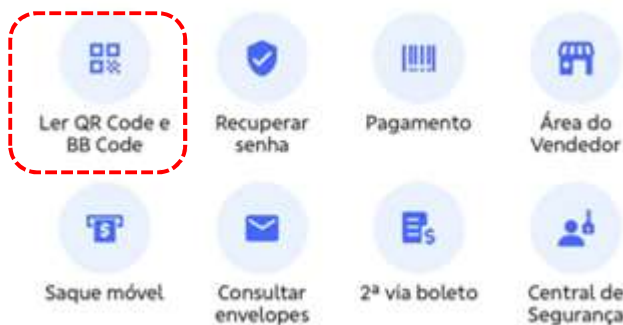 Ler QR Code e
BB Code
Recuperar
senha
Pagamento
Área do
Vendedor
Saque móvel
Consultar
envelopes
2ª via boleto
Central de
Segurança